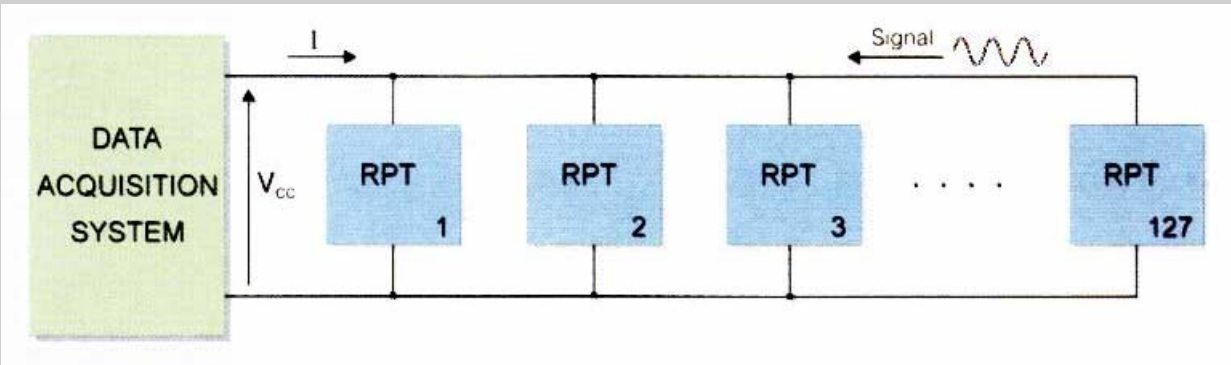 I
Signal
DATA
ACQUISITION
SYSTEM
Vcc
RPT
1
RPT
2
RPT
3
. . . .
RPT
127